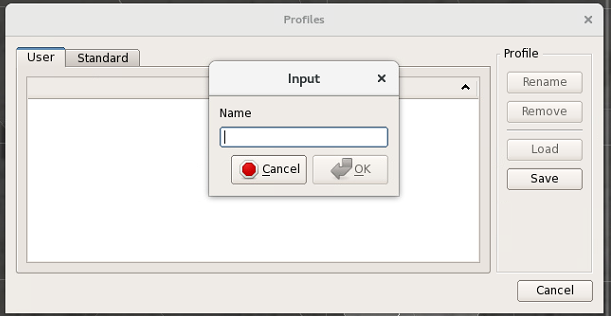 Profiles
User
Standard
Profile
Rename
Remove
Load
Save
Cancel
Input
Name
Cancel
OK